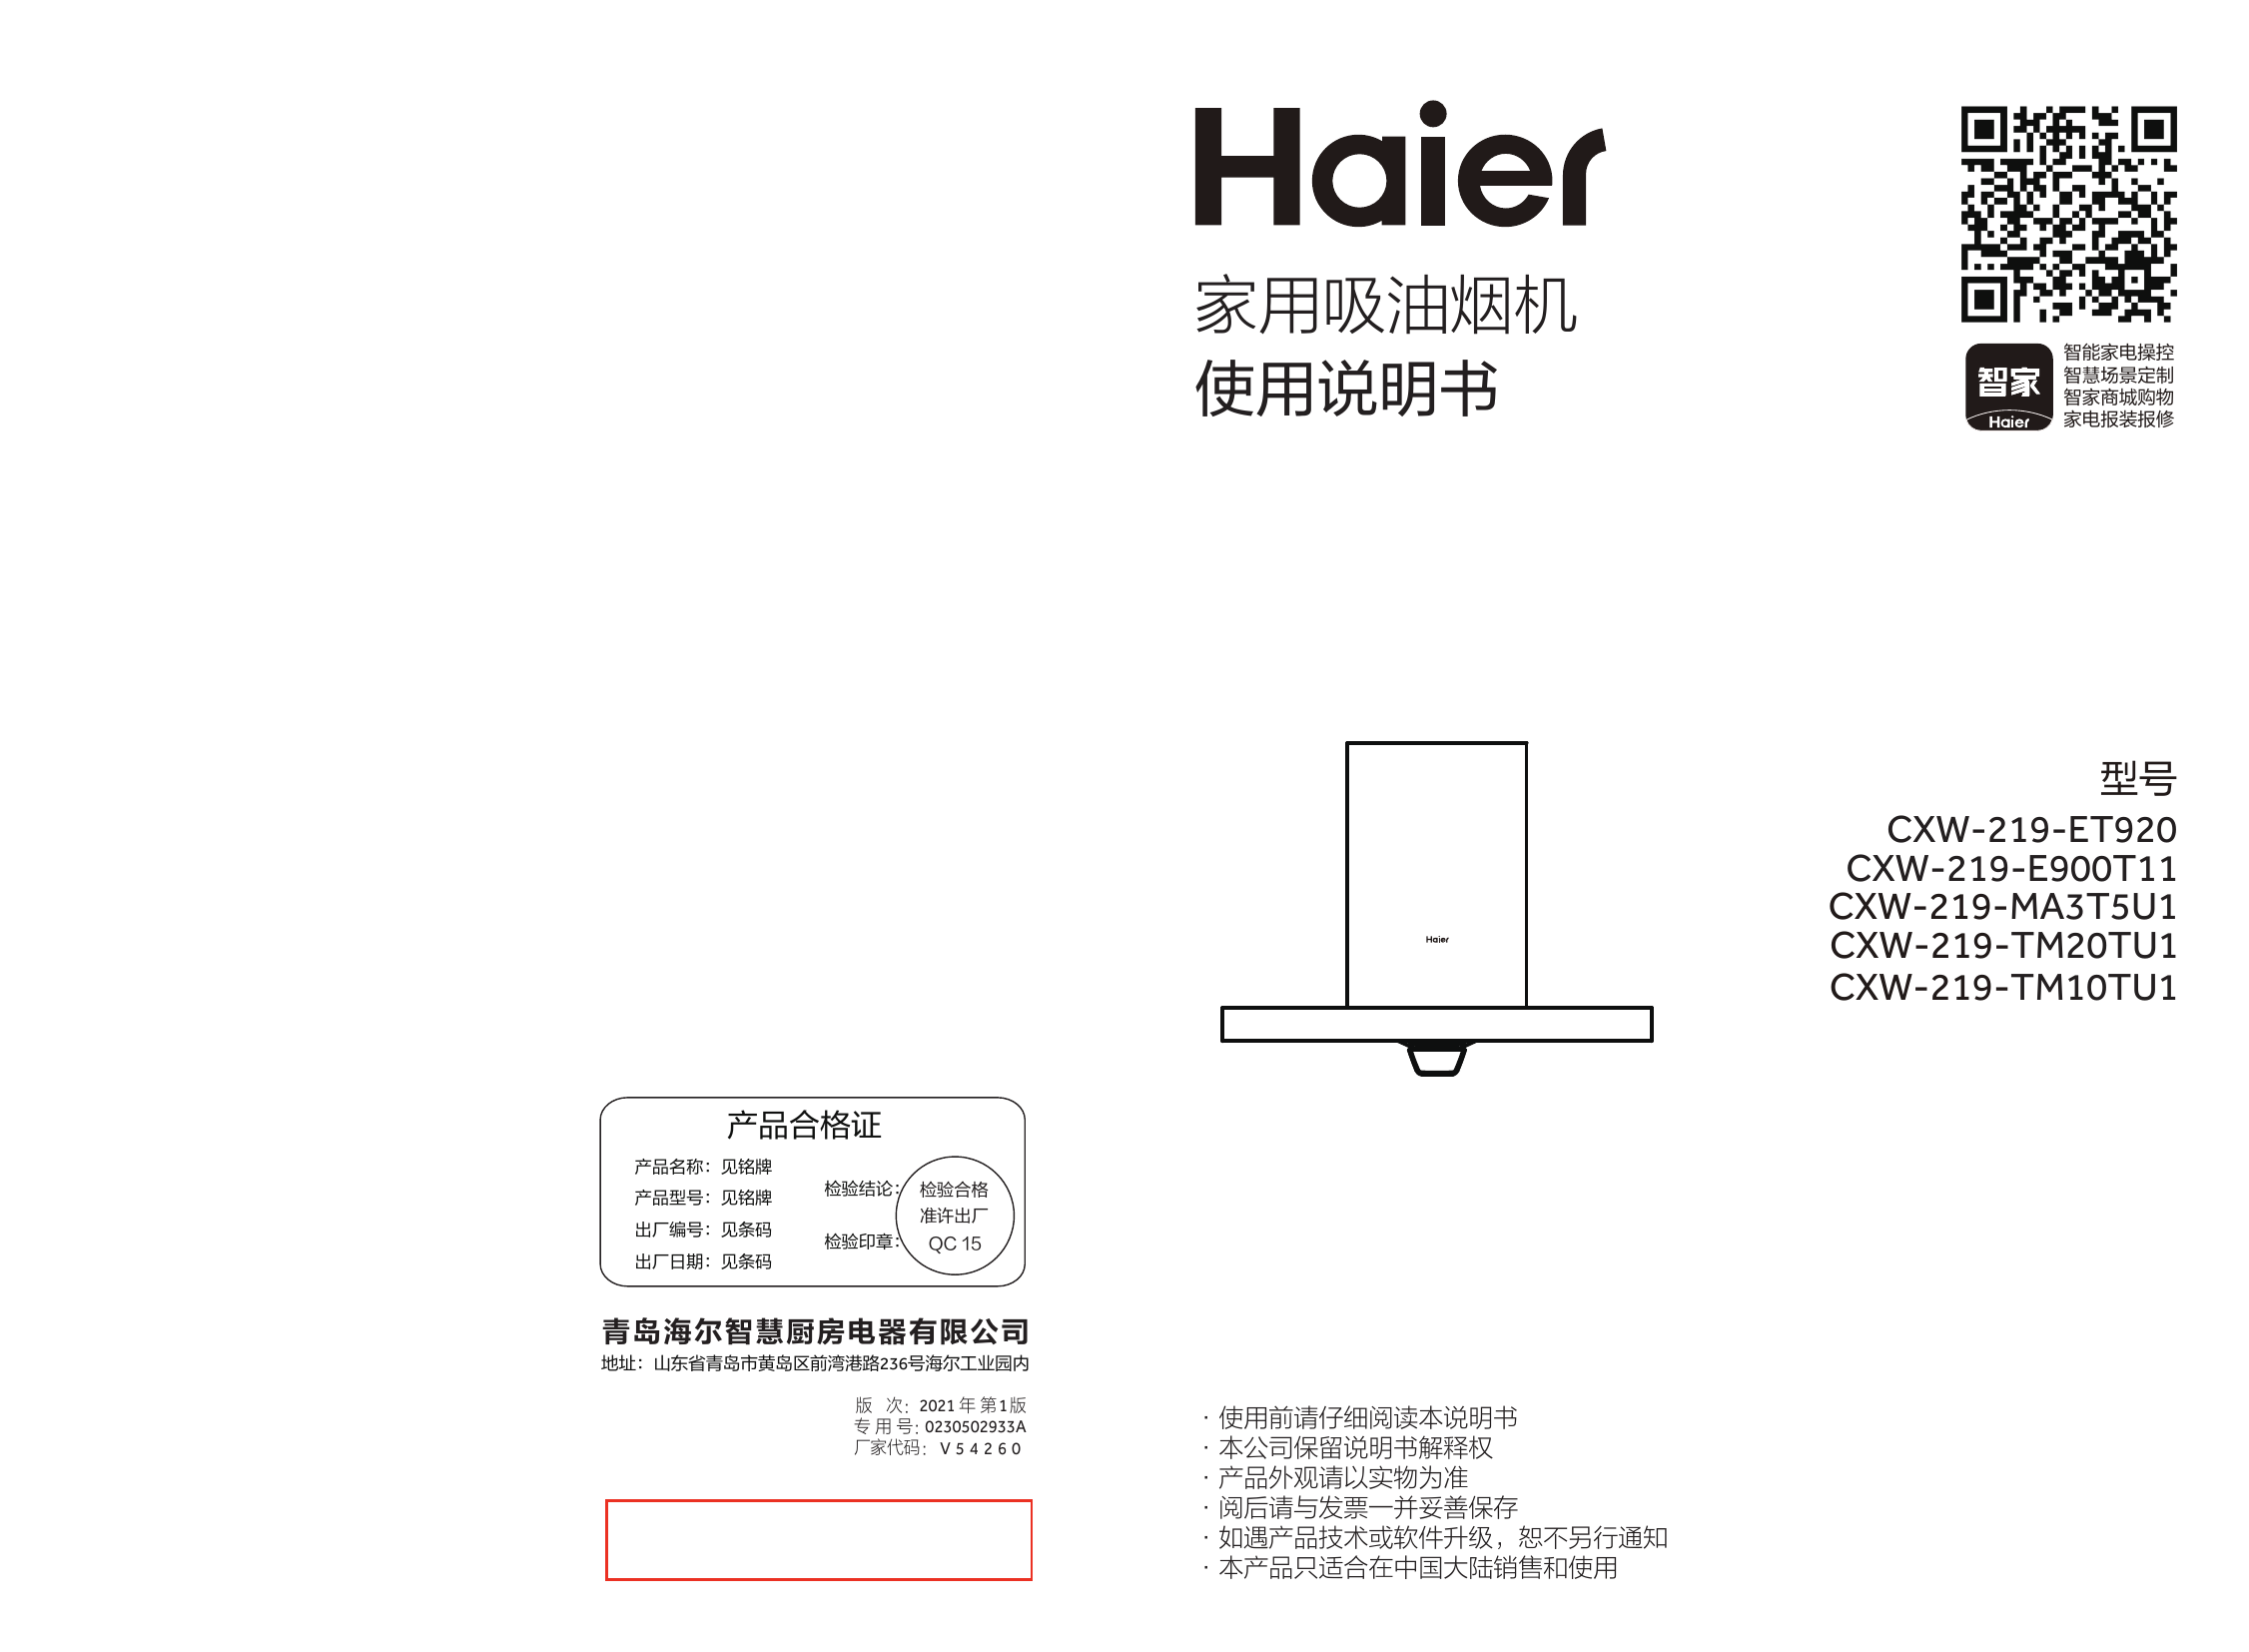 Haier
家用吸油烟机
使用说明书
智家
Haier
智能家电操控
智慧场景定制
智家商城购物
家电报装报修
型号
CXW-219-ET920
CXW-219-E900T11
CXW-219-MA3T5U1
CXW-219-TM20TU1
CXW-219-TM10TU1
Haier
产品合格证
产品名称：见铭牌
产品型号：见铭牌
出厂编号：见条码
出厂日期：见条码
检验结论：
检验印章：
检验合格
准许出厂
QC 15
青岛海尔智慧厨房电器有限公司
地址：山东省青岛市黄岛区前湾港路236号海尔工业园内
版 次：2021 年 第1版
专 用 号：0230502933A
厂家代码： V 5 4 2 6 0
· 使用前请仔细阅读本说明书
· 本公司保留说明书解释权
· 产品外观请以实物为准
· 阅后请与发票一并妥善保存
· 如遇产品技术或软件升级，恕不另行通知
· 本产品只适合在中国大陆销售和使用